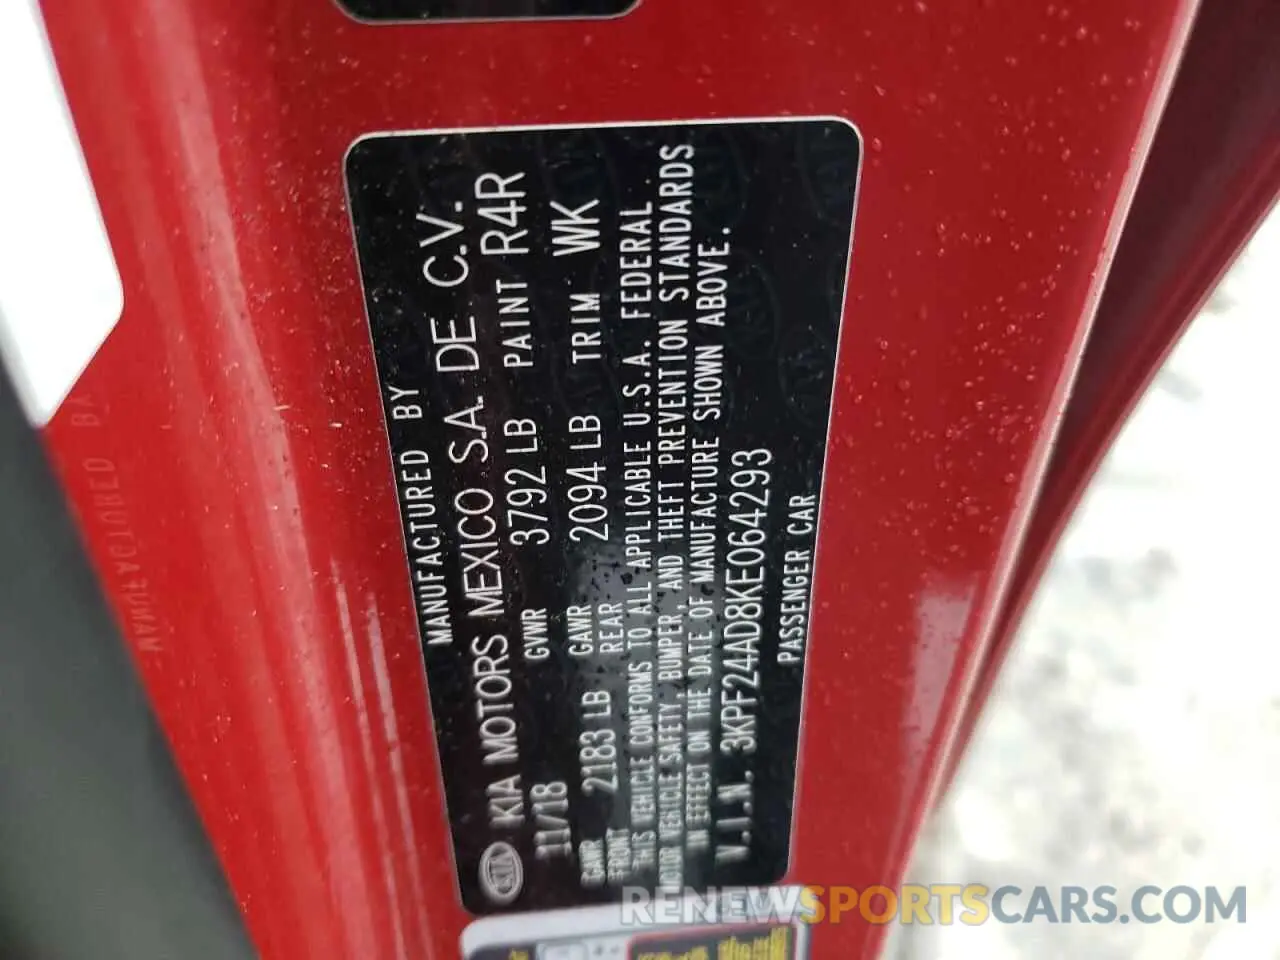 MANUFACTURED BY
KIA KIA MOTORS MEXICO S.A. DE C.V.
11/18 GVWR 3792 LB PAINT R4R
GAWR FRONT 2183 LB GAWR REAR 2094 LB TRIM WK
THIS VEHICLE CONFORMS TO ALL APPLICABLE U.S.A. FEDERAL
MOTOR VEHICLE SAFETY, BUMPER, AND THEFT PREVENTION STANDARDS
IN EFFECT ON THE DATE OF MANUFACTURE SHOWN ABOVE.
V.I.N. 3KPF24AD8KE064293
PASSENGER CAR
RENEWSPORTSCARS.COM